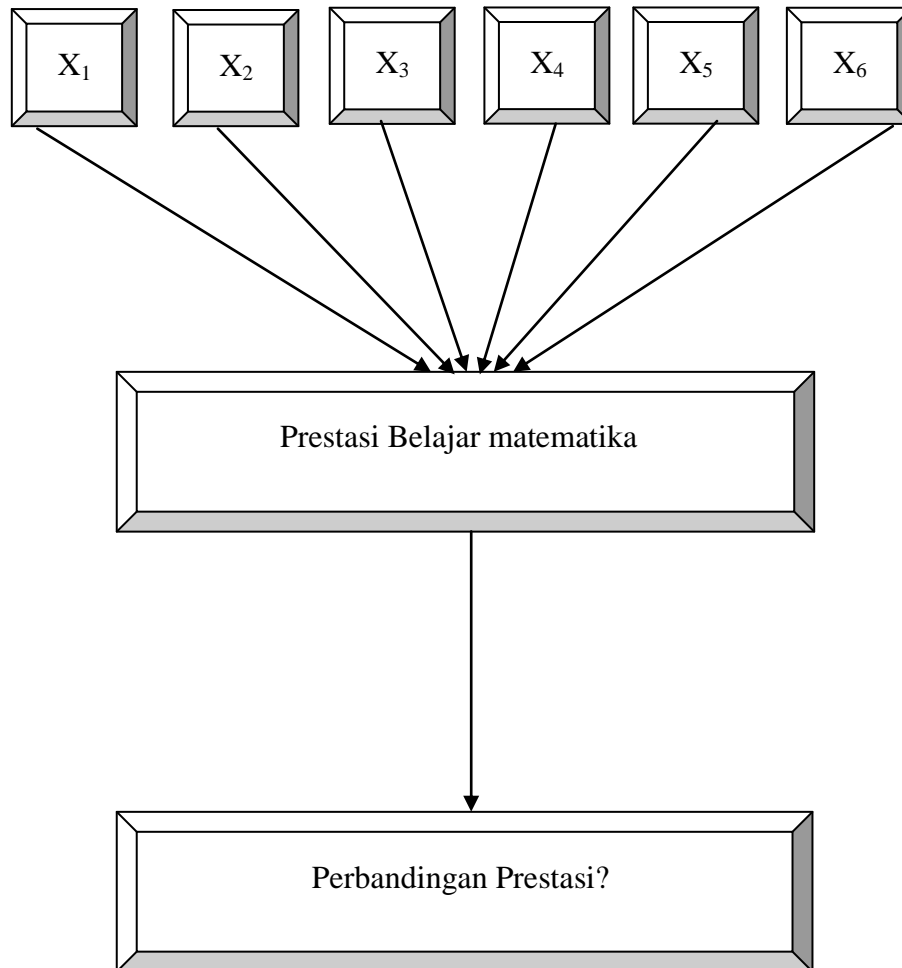 X₁ X₂ X₃ X₄ X₅ X₆
Prestasi Belajar matematika
Perbandingan Prestasi?